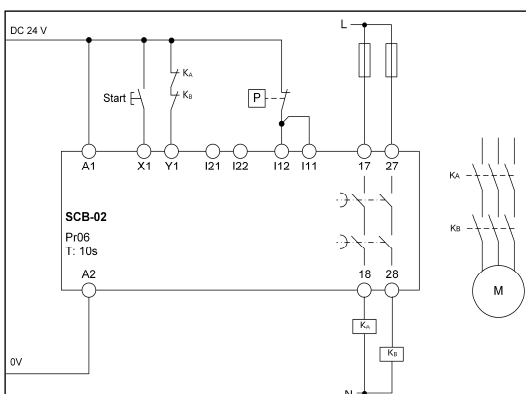 DC 24 V
L
KA
Start
KB
P
A1 X1 Y1 I21 I22 I12 I11 17 27
KA
SCB-02
Pr06
T: 10s
KB
A2 18 28
M
KA
KB
0V
N